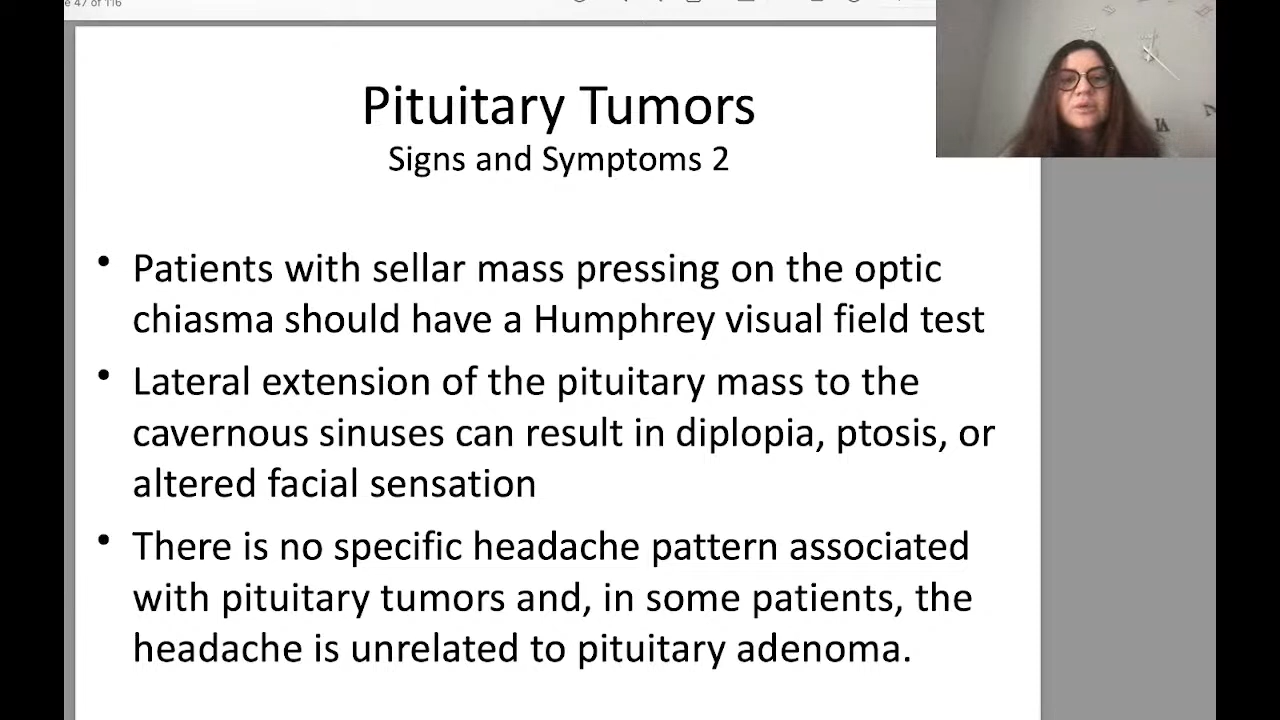 e 47 of 116
Pituitary Tumors
Signs and Symptoms 2
• Patients with sellar mass pressing on the optic
chiasma should have a Humphrey visual field test
• Lateral extension of the pituitary mass to the
cavernous sinuses can result in diplopia, ptosis, or
altered facial sensation
• There is no specific headache pattern associated
with pituitary tumors and, in some patients, the
headache is unrelated to pituitary adenoma.